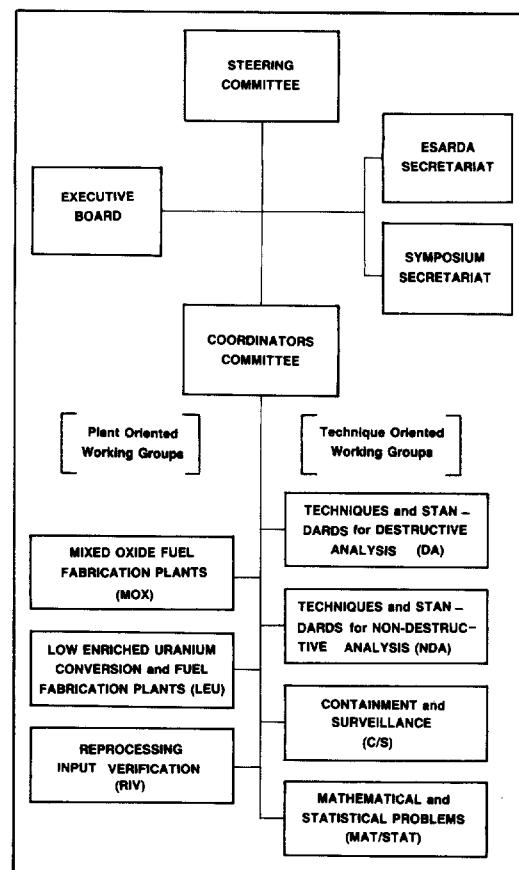 STEERING
COMMITTEE
ESARDA
SECRETARIAT
EXECUTIVE
BOARD
SYMPOSIUM
SECRETARIAT
COORDINATORS
COMMITTEE
Plant Oriented
Working Groups
Technique Oriented
Working Groups
TECHNIQUES and STAN –
DARDS for DESTRUCTIVE
ANALYSIS (DA)
MIXED OXIDE FUEL
FABRICATION PLANTS
(MOX)
TECHNIQUES and STAN –
DARDS for NON-DESTRUC–
TIVE ANALYSIS (NDA)
LOW ENRICHED URANIUM
CONVERSION and FUEL
FABRICATION PLANTS (LEU)
CONTAINMENT and
SURVEILLANCE
(C/S)
REPROCESSING
INPUT VERIFICATION
(RIV)
MATHEMATICAL and
STATISTICAL PROBLEMS
(MAT/STAT)